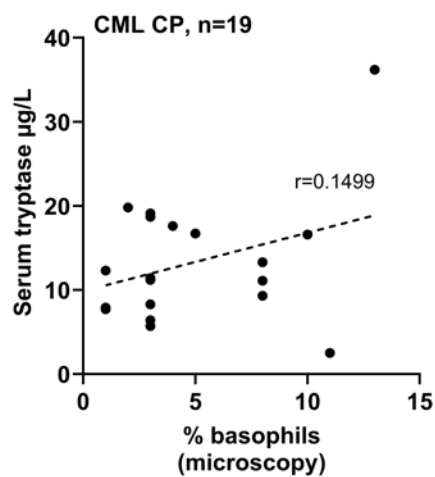 CML CP, n=19
40
30
20
10
0
Serum tryptase µg/L
r=0.1499
0 5 10 15
% basophils
(microscopy)